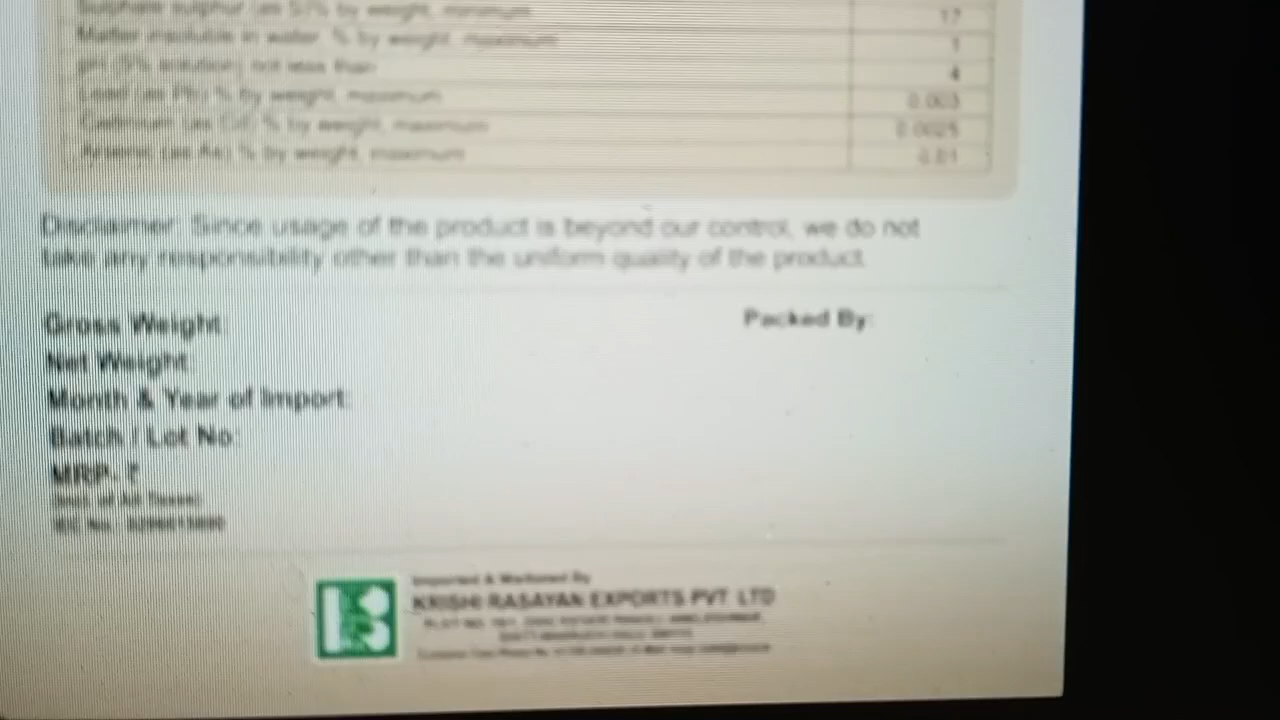 Sulphate sulphur (as S) % by weight, minimum 17
Matter insoluble in water, % by weight, maximum 1
pH (5% solution) not less than 4
Lead (as Pb) % by weight, maximum 0.003
Cadmium (as Cd) % by weight, maximum 0.0025
Arsenic (as As) % by weight, maximum 0.01
Disclaimer: Since usage of the product is beyond our control, we do not
take any responsibility other than the uniform quality of the product.
Gross Weight:
Packed By:
Net Weight:
Month & Year of Import:
Batch / Lot No:
MRP- ₹
(Incl. of All Taxes)
IEC No.:
Imported & Marketed By
KRISHI RASAYAN EXPORTS PVT. LTD
PLOT NO.